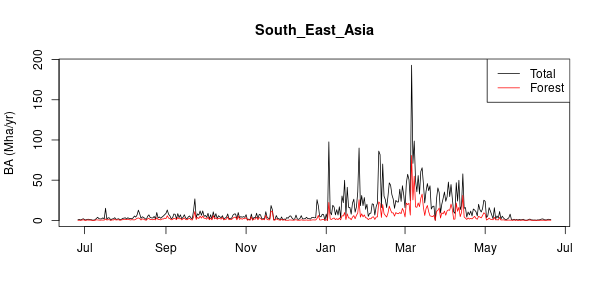 South_East_Asia
BA (Mha/yr)
200
150
100
50
0
Total
Forest
Jul Sep Nov Jan Mar May Jul